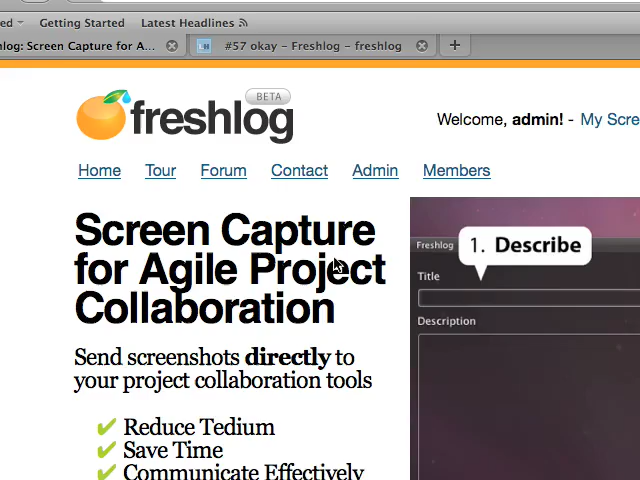 ed Getting Started Latest Headlines
hlog: Screen Capture for A... #57 okay – Freshlog – freshlog +
BETA
freshlog
Welcome, admin! - My Scre
Home Tour Forum Contact Admin Members
Screen Capture
for Agile Project
Collaboration
Send screenshots directly to
your project collaboration tools
✔ Reduce Tedium
✔ Save Time
✔ Communicate Effectively
1. Describe
Freshlog
Title
Description